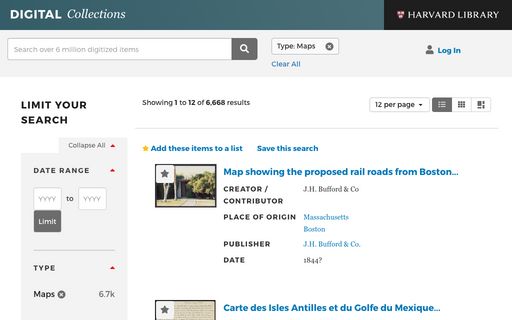 DIGITAL Collections
HARVARD LIBRARY
Search over 6 million digitized items
Type: Maps
Clear All
Log In
LIMIT YOUR SEARCH
Showing 1 to 12 of 6,668 results
12 per page
Collapse All
Add these items to a list
Save this search
DATE RANGE
YYYY to YYYY
Limit
TYPE
Maps 6.7k
Map showing the proposed rail roads from Boston...
CREATOR / CONTRIBUTOR
J.H. Bufford & Co
PLACE OF ORIGIN
Massachusetts
Boston
PUBLISHER
J.H. Bufford & Co.
DATE
1844?
Carte des Isles Antilles et du Golfe du Mexique...